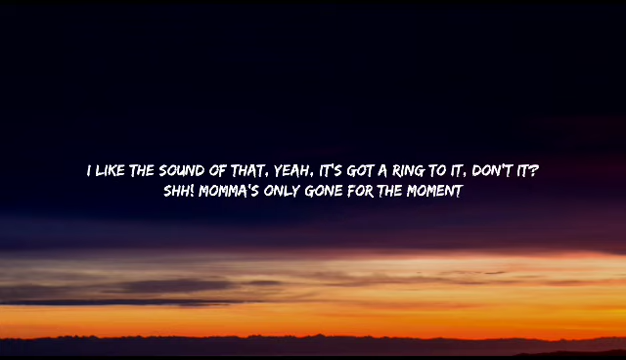 I LIKE THE SOUND OF THAT, YEAH, IT'S GOT A RING TO IT, DON'T IT?
SHH! MOMMA'S ONLY GONE FOR THE MOMENT